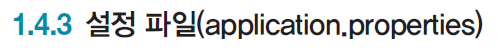 1.4.3 설정 파일(application.properties)